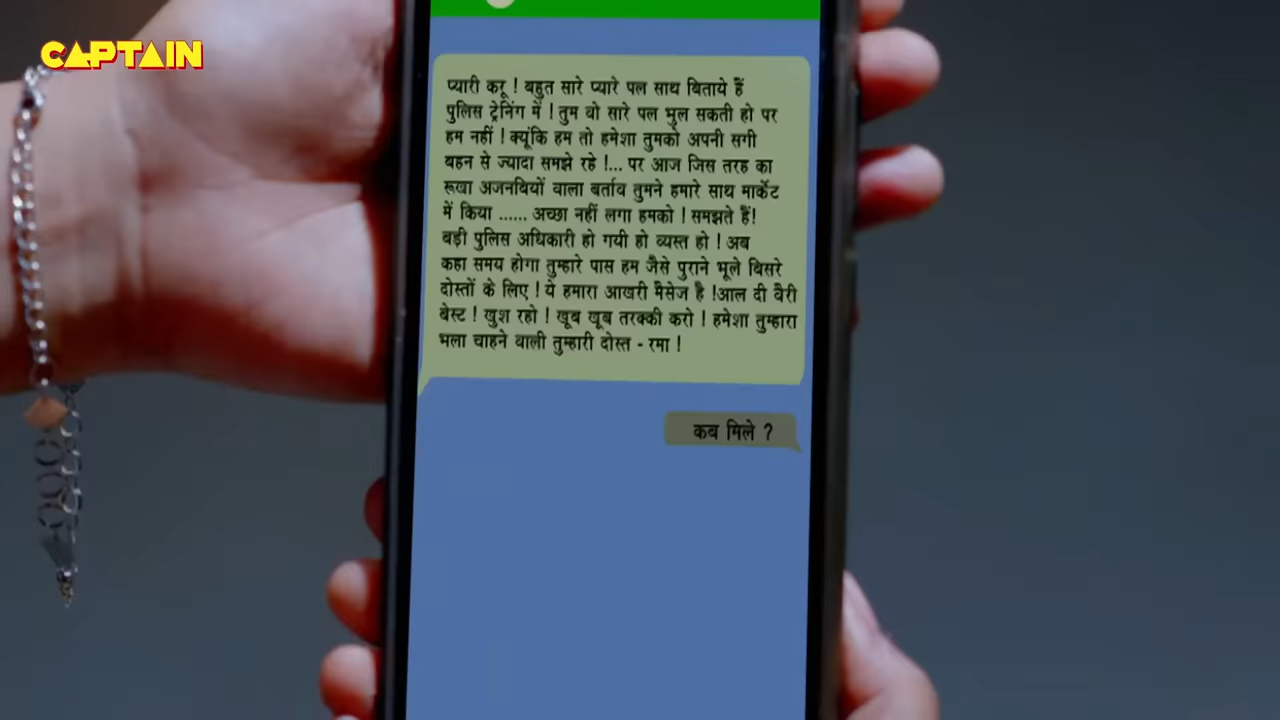 CAPTAIN
प्यारी करू ! बहुत सारे प्यारे पल साथ बिताये हैं
पुलिस ट्रेनिंग में ! तुम वो सारे पल भुल सकती हो पर
हम नहीं ! क्यूंकि हम तो हमेशा तुमको अपनी सगी
बहन से ज्यादा समझे रहे !... पर आज जिस तरह का
रूखा अजनबियों वाला बर्ताव तुमने हमारे साथ मार्केट
में किया ...... अच्छा नहीं लगा हमको ! समझते हैं!
बड़ी पुलिस अधिकारी हो गयी हो व्यस्त हो ! अब
कहा समय होगा तुम्हारे पास हम जैसे पुराने भूले बिसरे
दोस्तों के लिए ! ये हमारा आखरी मैसेज है !आल दी वैरी
बेस्ट ! खुश रहो ! खूब खूब तरक्की करो ! हमेशा तुम्हारा
भला चाहने वाली तुम्हारी दोस्त - रमा !
कब मिले ?